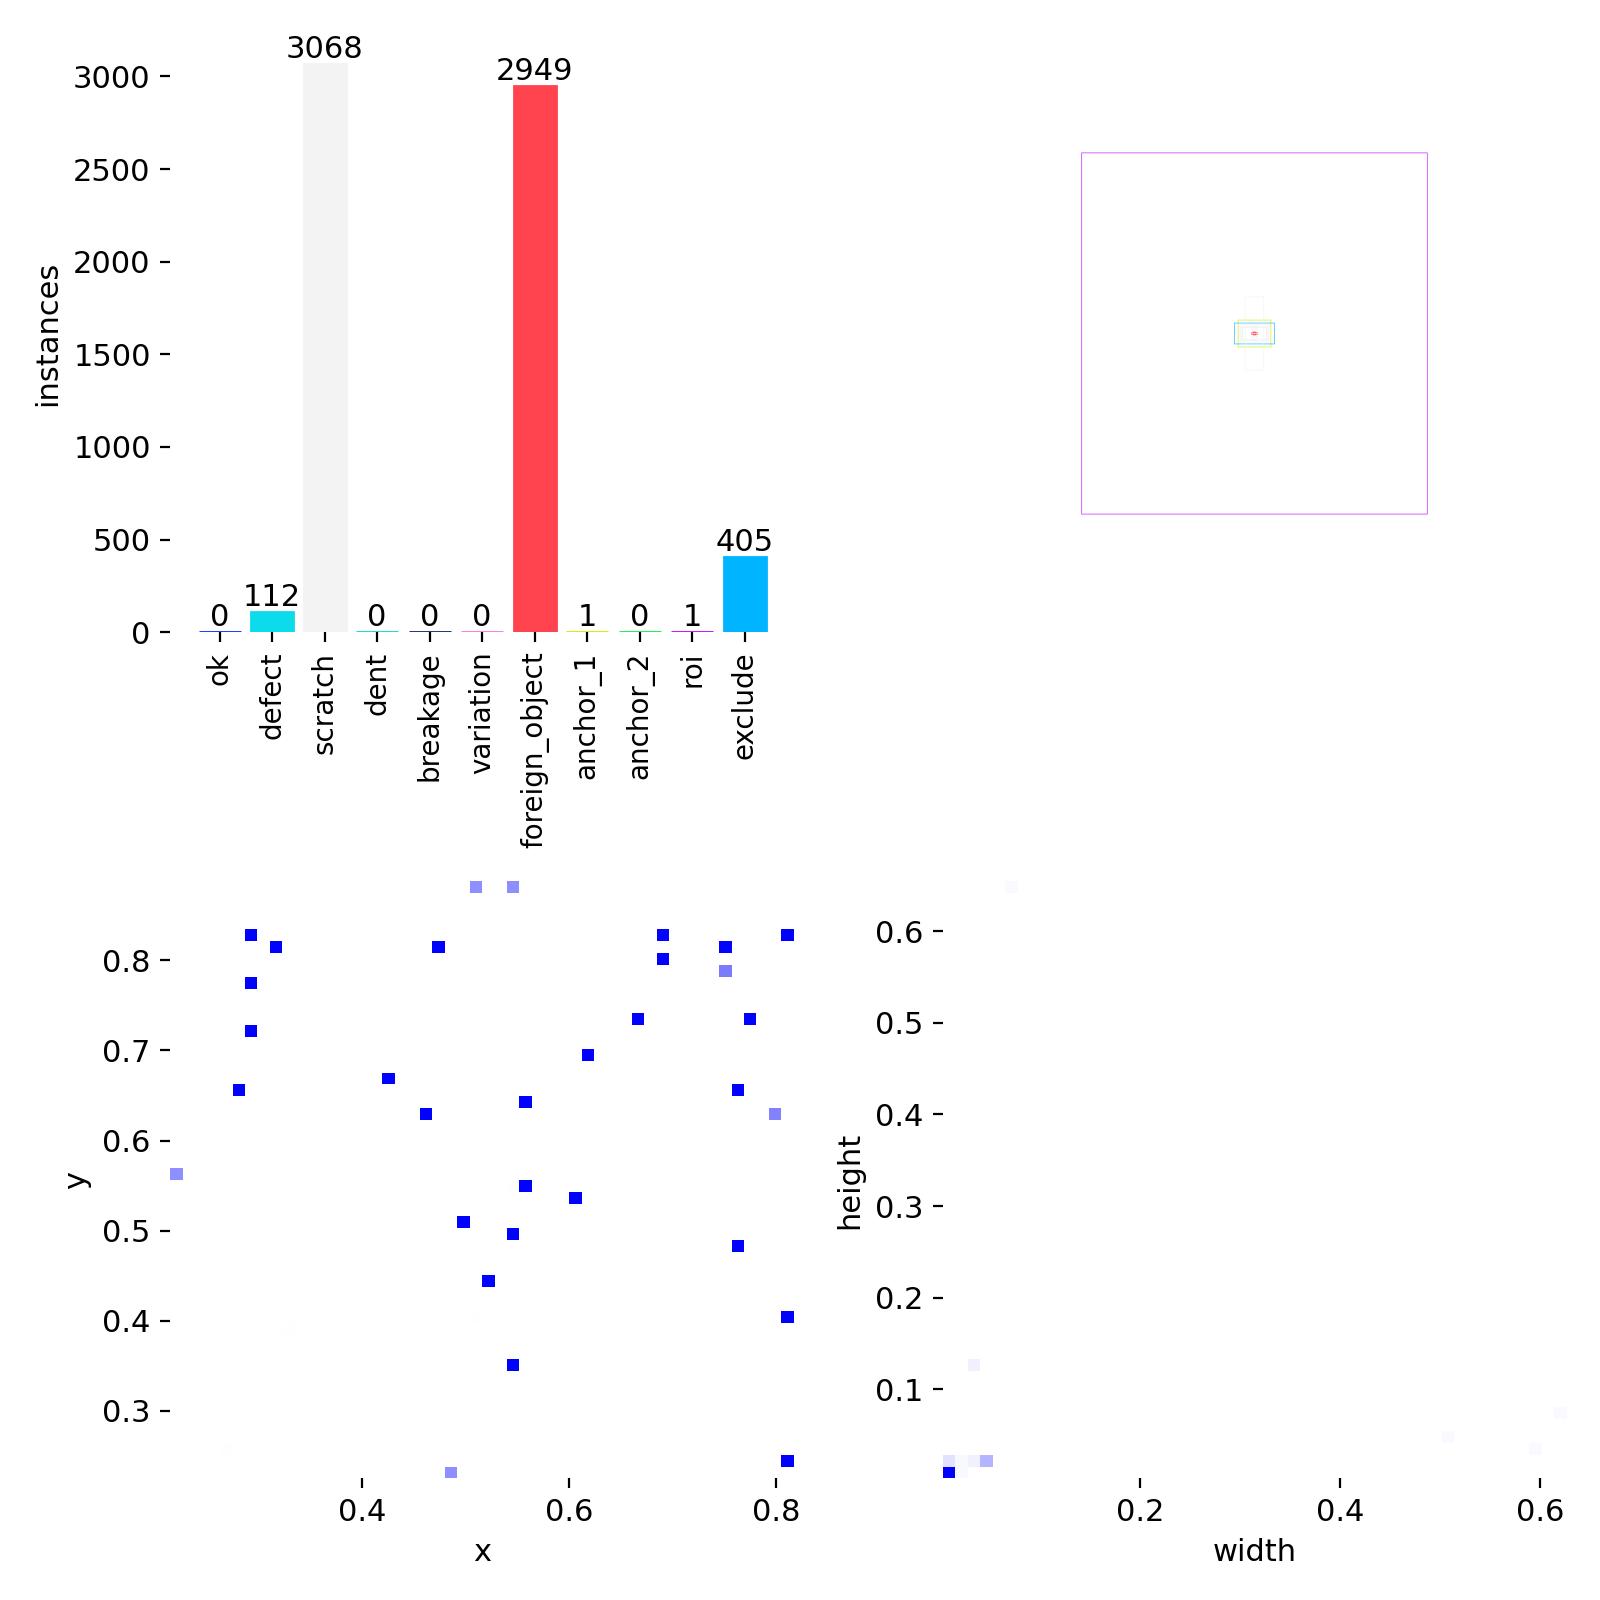 3068
2949
405
112
0
0
0
0
1
0
1
3000
2500
2000
1500
1000
500
0
instances
ok
defect
scratch
dent
breakage
variation
foreign_object
anchor_1
anchor_2
roi
exclude
0.8
0.7
0.6
0.5
0.4
0.3
y
0.4
0.6
0.8
x
0.6
0.5
0.4
0.3
0.2
0.1
height
0.2
0.4
0.6
width